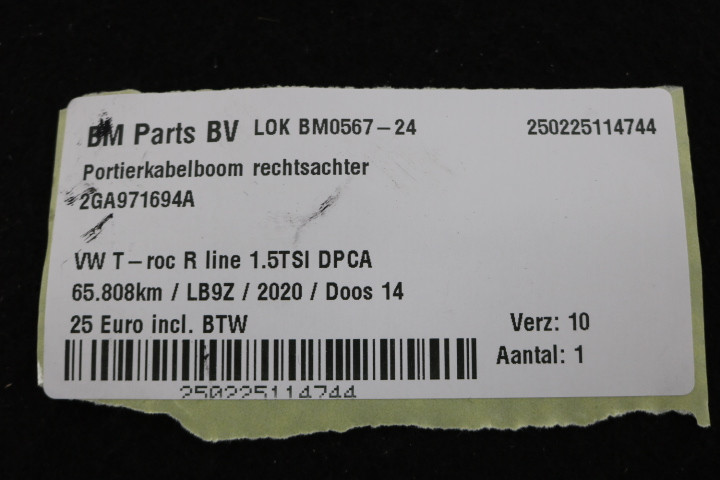 BM Parts BV LOK BM0567-24 250225114744
Portierkabelboom rechtsachter
2GA971694A
VW T-roc R line 1.5TSI DPCA
65.808km / LB9Z / 2020 / Doos 14
25 Euro incl. BTW Verz: 10
Aantal: 1
250225114744